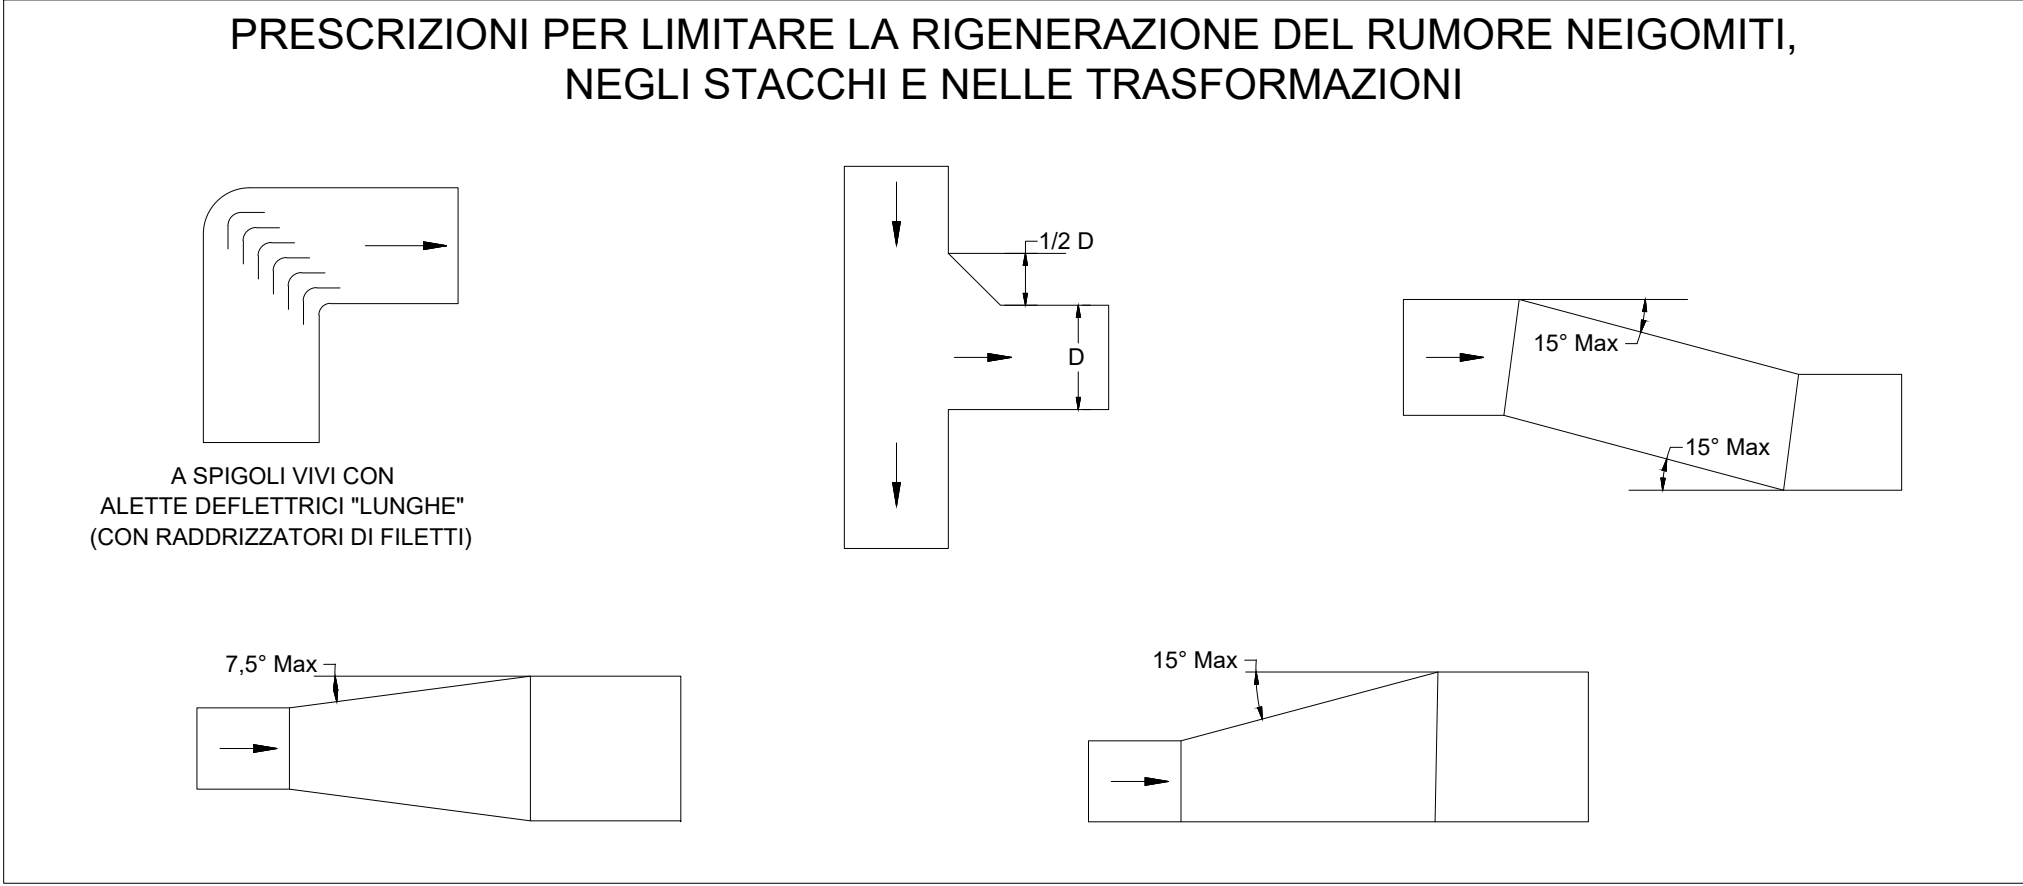 PRESCRIZIONI PER LIMITARE LA RIGENERAZIONE DEL RUMORE NEIGOMITI,
NEGLI STACCHI E NELLE TRASFORMAZIONI
A SPIGOLI VIVI CON
ALETTE DEFLETTRICI "LUNGHE"
(CON RADDRIZZATORI DI FILETTI)
1/2 D
D
15° Max
15° Max
7,5° Max
15° Max